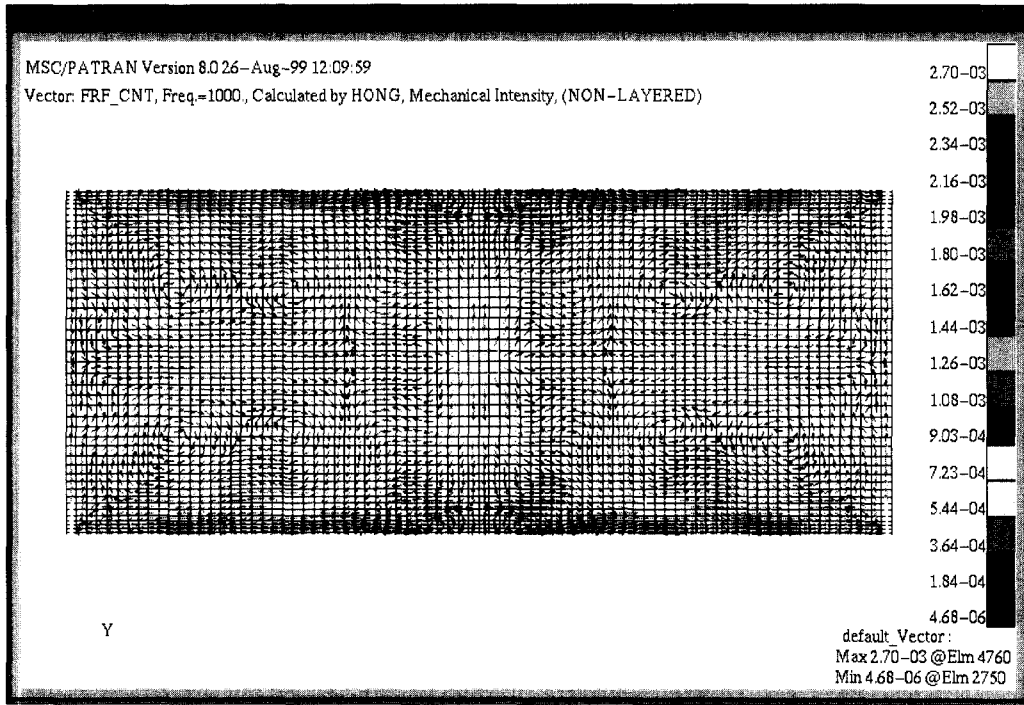 MSC/PATRAN Version 8.0 26-Aug-99 12:09:59
Vector: FRF_CNT, Freq.=1000., Calculated by HONG, Mechanical Intensity, (NON-LAYERED)
2.70-03
2.52-03
2.34-03
2.16-03
1.98-03
1.80-03
1.62-03
1.44-03
1.26-03
1.08-03
9.03-04
7.23-04
5.44-04
3.64-04
1.84-04
4.68-06
Y
default_Vector :
Max 2.70-03 @Elm 4760
Min 4.68-06 @Elm 2750